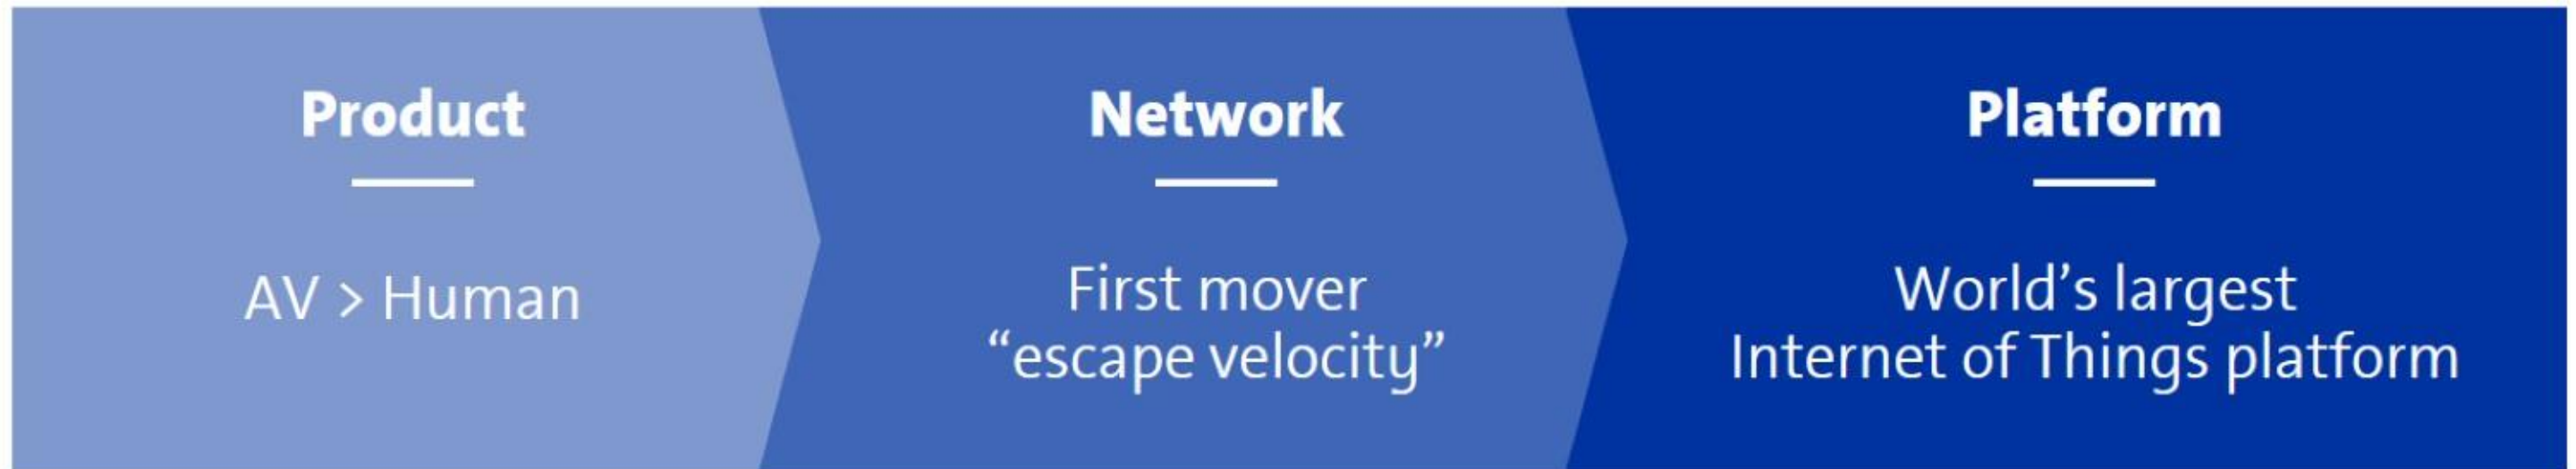 Product
AV > Human
Network
First mover
“escape velocity”
Platform
World’s largest
Internet of Things platform